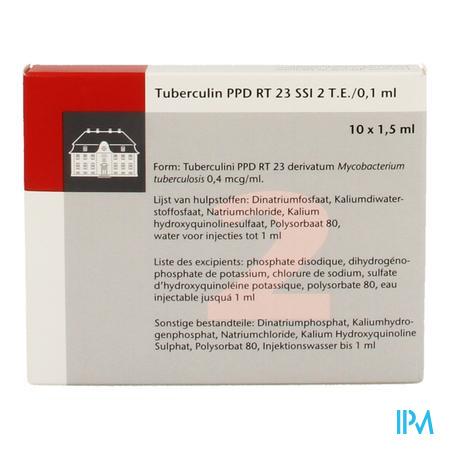 Tuberculin PPD RT 23 SSI 2 T.E./0,1 ml
10 x 1,5 ml
Form: Tuberculini PPD RT 23 derivatum Mycobacterium
tuberculosis 0,4 mcg/ml.
Lijst van hulpstoffen: Dinatriumfosfaat, Kaliumdiwater-
stoffosfaat, Natriumchloride, Kalium
hydroxyquinolinesulfaat, Polysorbaat 80,
water voor injecties tot 1 ml
Liste des excipients: phosphate disodique, dihydrogéno-
phosphate de potassium, chlorure de sodium, sulfate
d'hydroxyquinoléine potassique, polysorbate 80, eau
injectable jusquá 1 ml
Sonstige bestandteile: Dinatriumphosphat, Kaliumhydro-
genphosphat, Natriumchlorid, Kalium Hydroxyquinoline
Sulphat, Polysorbat 80, Injektionswasser bis 1 ml
2
IPM